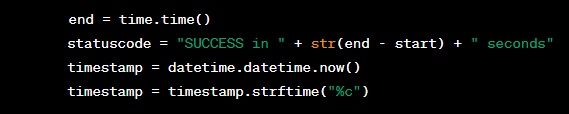 end = time.time()
statuscode = "SUCCESS in " + str(end - start) + " seconds"
timestamp = datetime.datetime.now()
timestamp = timestamp.strftime("%c")